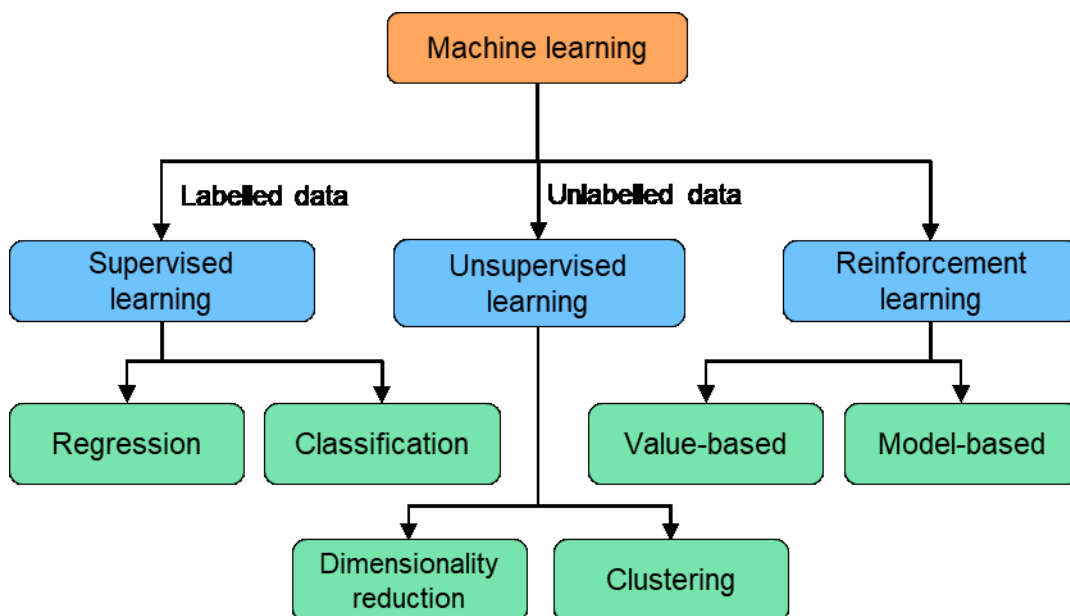 Machine learning
Labelled data
Unlabelled data
Supervised
learning
Unsupervised
learning
Reinforcement
learning
Regression
Classification
Value-based
Model-based
Dimensionality
reduction
Clustering